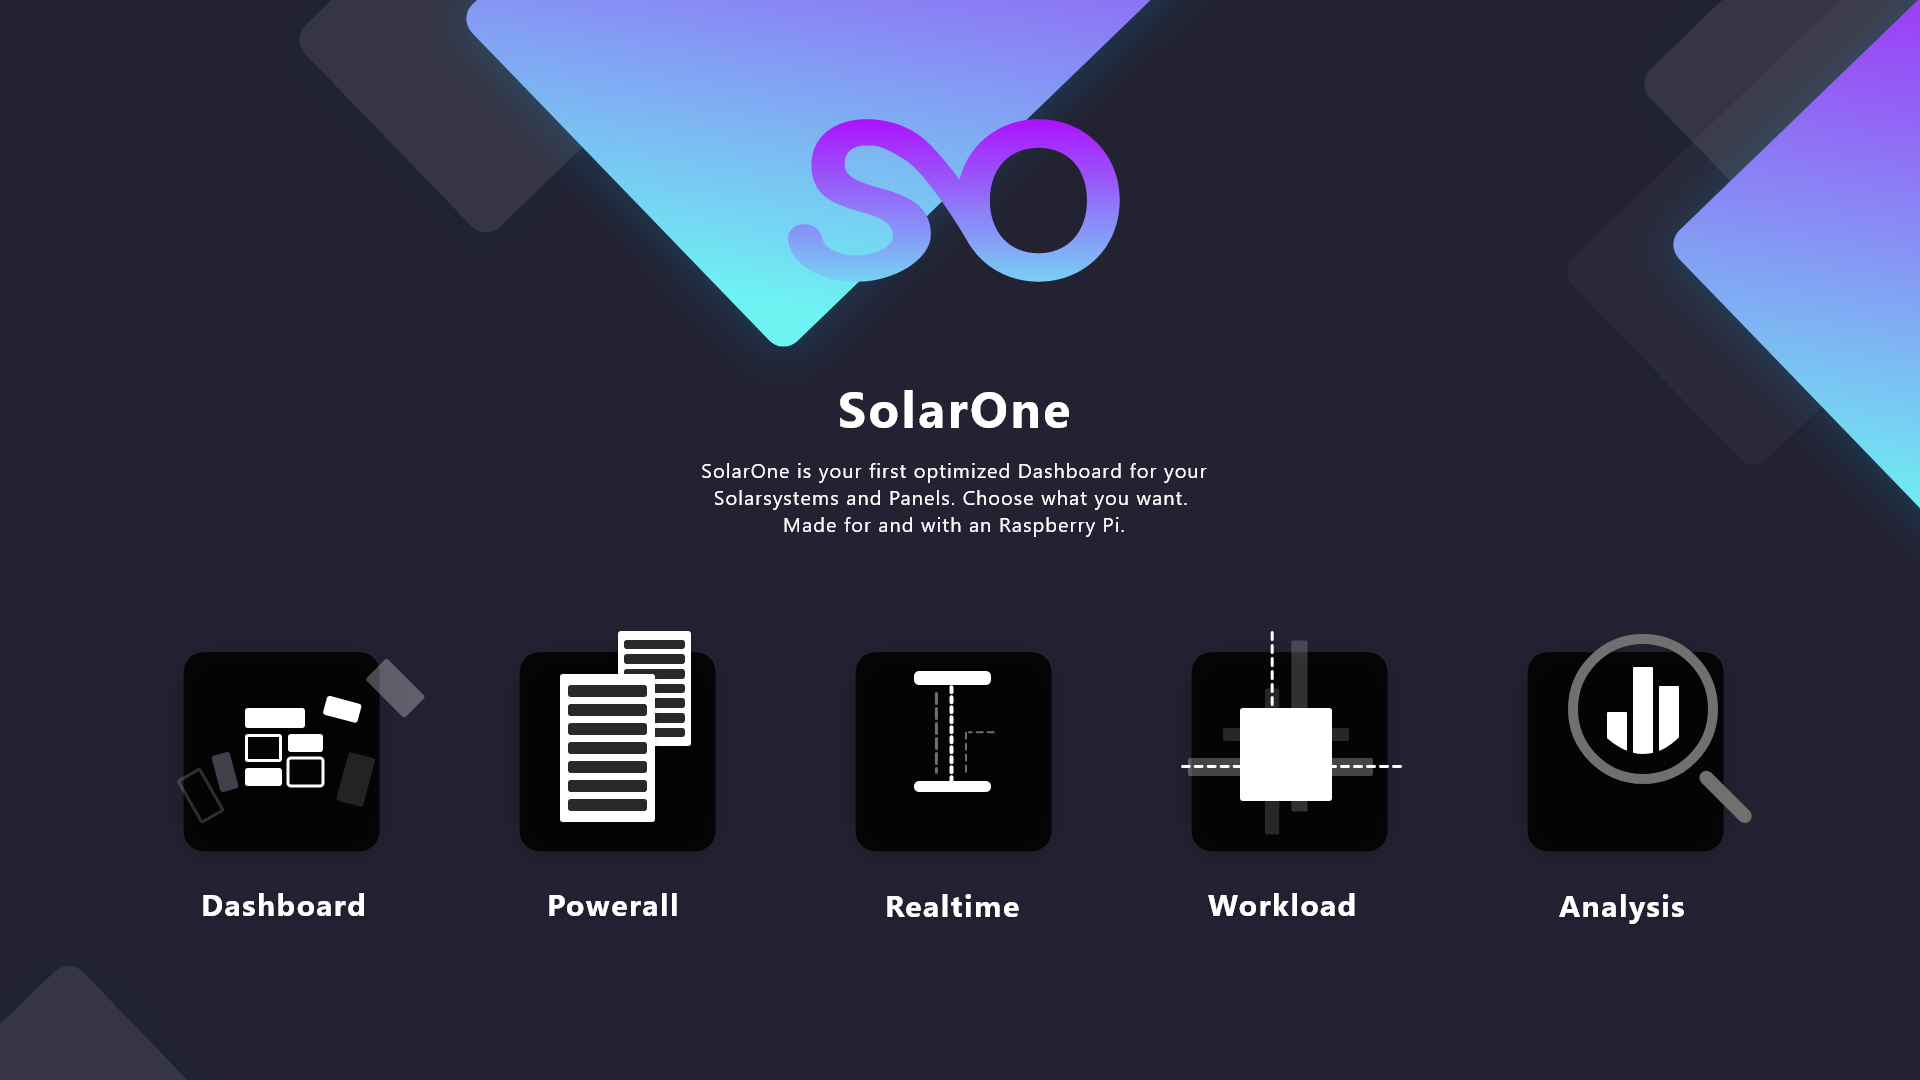 SO
SolarOne
SolarOne is your first optimized Dashboard for your
Solarsystems and Panels. Choose what you want.
Made for and with an Raspberry Pi.
Dashboard
Powerall
Realtime
Workload
Analysis